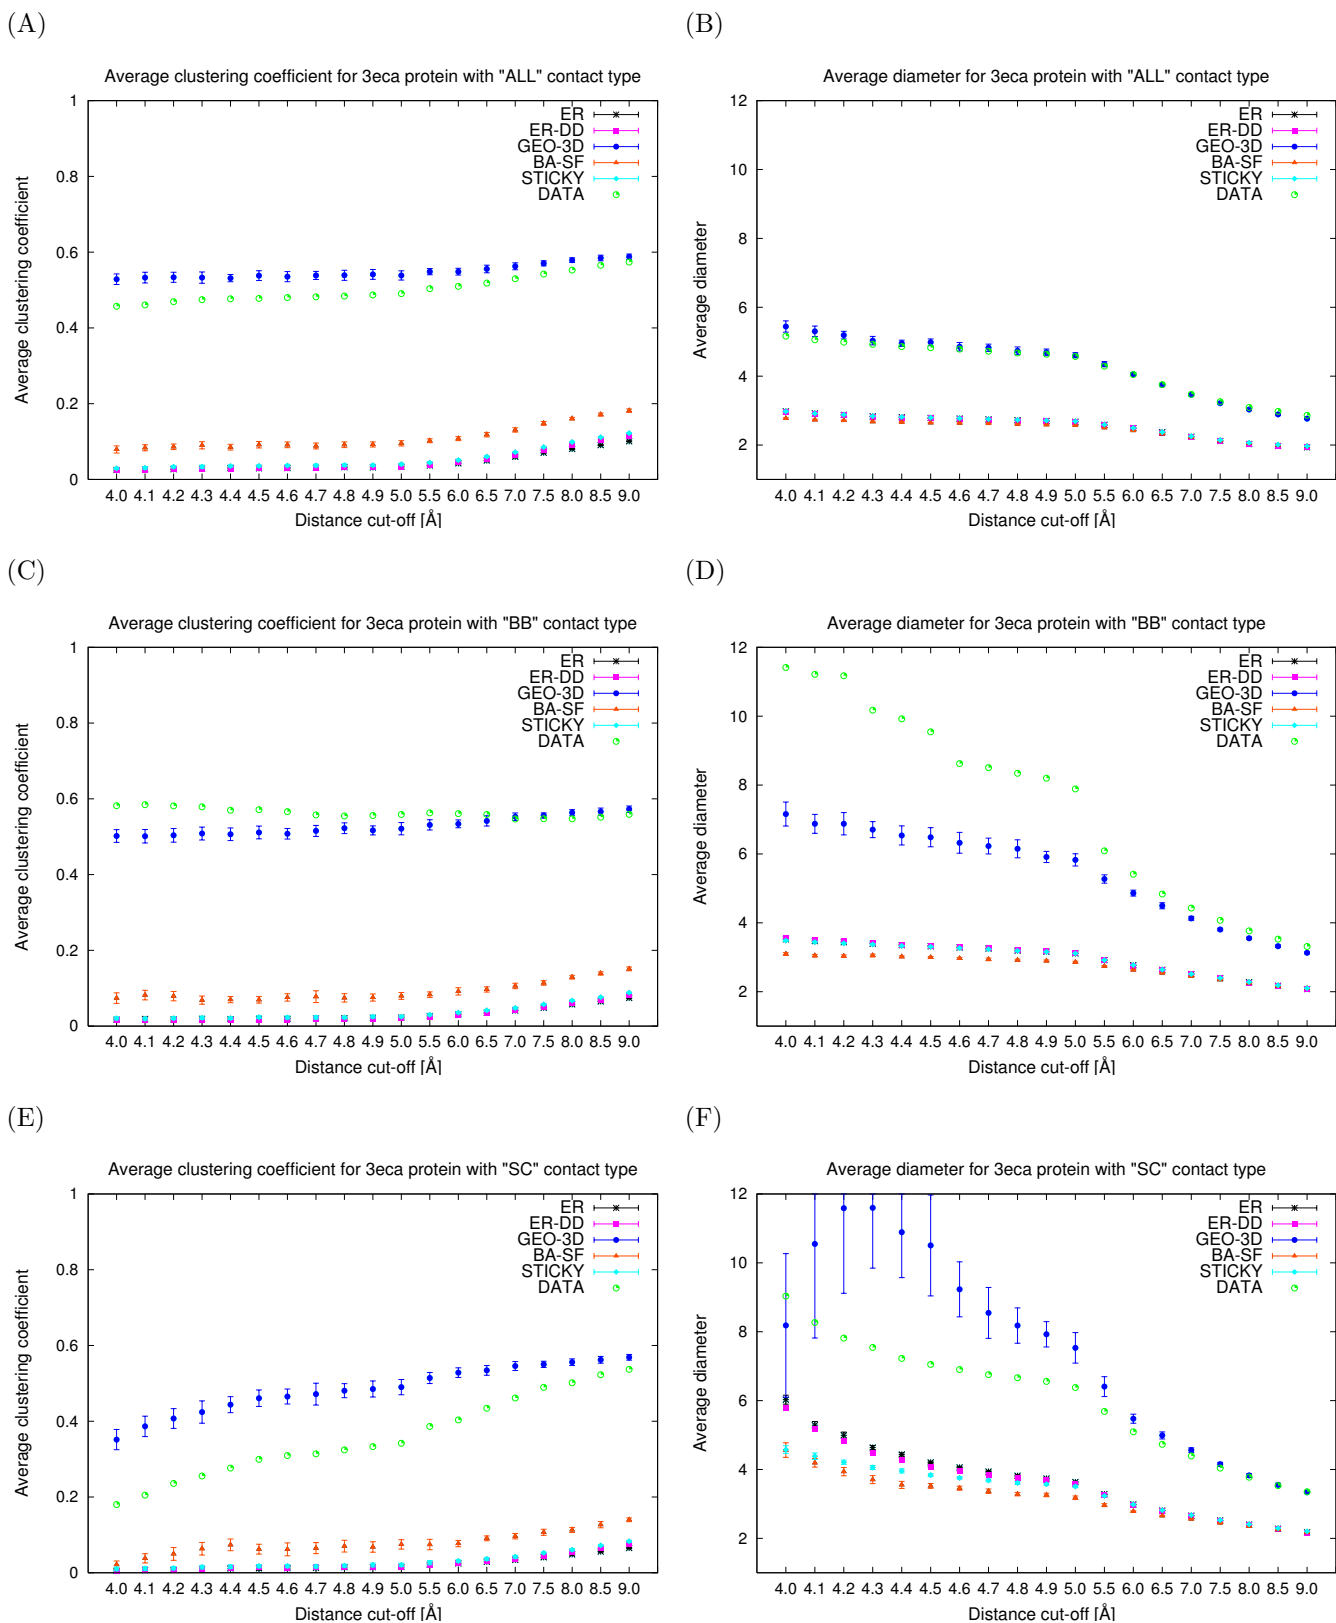 (A)
Average clustering coefficient for 3eca protein with "ALL" contact type
1
0.8
0.6
0.4
0.2
0
Average clustering coefficient
ER
ER-DD
GEO-3D
BA-SF
STICKY
DATA
4.0 4.1 4.2 4.3 4.4 4.5 4.6 4.7 4.8 4.9 5.0 5.5 6.0 6.5 7.0 7.5 8.0 8.5 9.0
Distance cut-off [Å]
(B)
Average diameter for 3eca protein with "ALL" contact type
12
10
8
6
4
2
Average diameter
ER
ER-DD
GEO-3D
BA-SF
STICKY
DATA
4.0 4.1 4.2 4.3 4.4 4.5 4.6 4.7 4.8 4.9 5.0 5.5 6.0 6.5 7.0 7.5 8.0 8.5 9.0
Distance cut-off [Å]
(C)
Average clustering coefficient for 3eca protein with "BB" contact type
1
0.8
0.6
0.4
0.2
0
Average clustering coefficient
ER
ER-DD
GEO-3D
BA-SF
STICKY
DATA
4.0 4.1 4.2 4.3 4.4 4.5 4.6 4.7 4.8 4.9 5.0 5.5 6.0 6.5 7.0 7.5 8.0 8.5 9.0
Distance cut-off [Å]
(D)
Average diameter for 3eca protein with "BB" contact type
12
10
8
6
4
2
Average diameter
ER
ER-DD
GEO-3D
BA-SF
STICKY
DATA
4.0 4.1 4.2 4.3 4.4 4.5 4.6 4.7 4.8 4.9 5.0 5.5 6.0 6.5 7.0 7.5 8.0 8.5 9.0
Distance cut-off [Å]
(E)
Average clustering coefficient for 3eca protein with "SC" contact type
1
0.8
0.6
0.4
0.2
0
Average clustering coefficient
ER
ER-DD
GEO-3D
BA-SF
STICKY
DATA
4.0 4.1 4.2 4.3 4.4 4.5 4.6 4.7 4.8 4.9 5.0 5.5 6.0 6.5 7.0 7.5 8.0 8.5 9.0
Distance cut-off [Å]
(F)
Average diameter for 3eca protein with "SC" contact type
12
10
8
6
4
2
Average diameter
ER
ER-DD
GEO-3D
BA-SF
STICKY
DATA
4.0 4.1 4.2 4.3 4.4 4.5 4.6 4.7 4.8 4.9 5.0 5.5 6.0 6.5 7.0 7.5 8.0 8.5 9.0
Distance cut-off [Å]